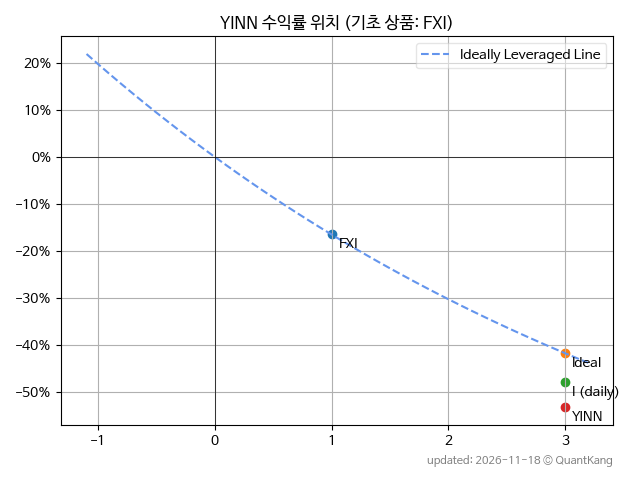 YINN 수익률 위치 (기초 상품: FXI)
Ideally Leveraged Line
20%
10%
0%
−10%
−20%
−30%
−40%
−50%
FXI
Ideal
I (daily)
YINN
−1
0
1
2
3
updated: 2026-11-18 © QuantKang